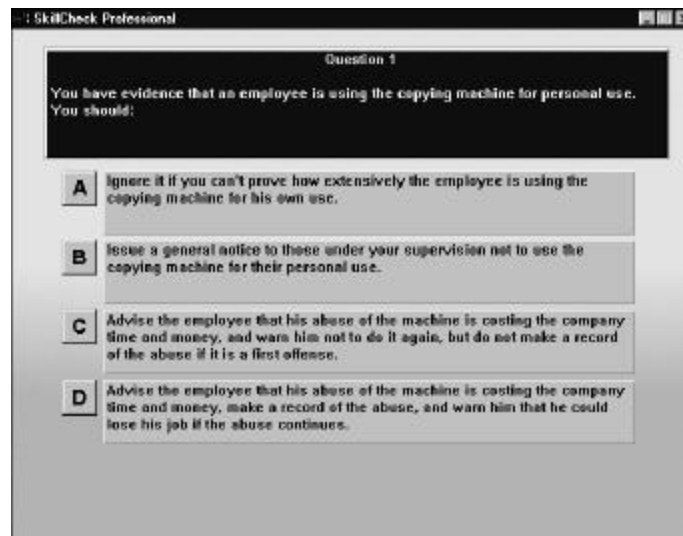 SkillCheck Professional
Question 1
You have evidence that an employee is using the copying machine for personal use.
You should:
A
Ignore it if you can't prove how extensively the employee is using the
copying machine for his own use.
B
Issue a general notice to those under your supervision not to use the
copying machine for their personal use.
C
Advise the employee that his abuse of the machine is costing the company
time and money, and warn him not to do it again, but do not make a record
of the abuse if it is a first offense.
D
Advise the employee that his abuse of the machine is costing the company
time and money, make a record of the abuse, and warn him that he could
lose his job if the abuse continues.